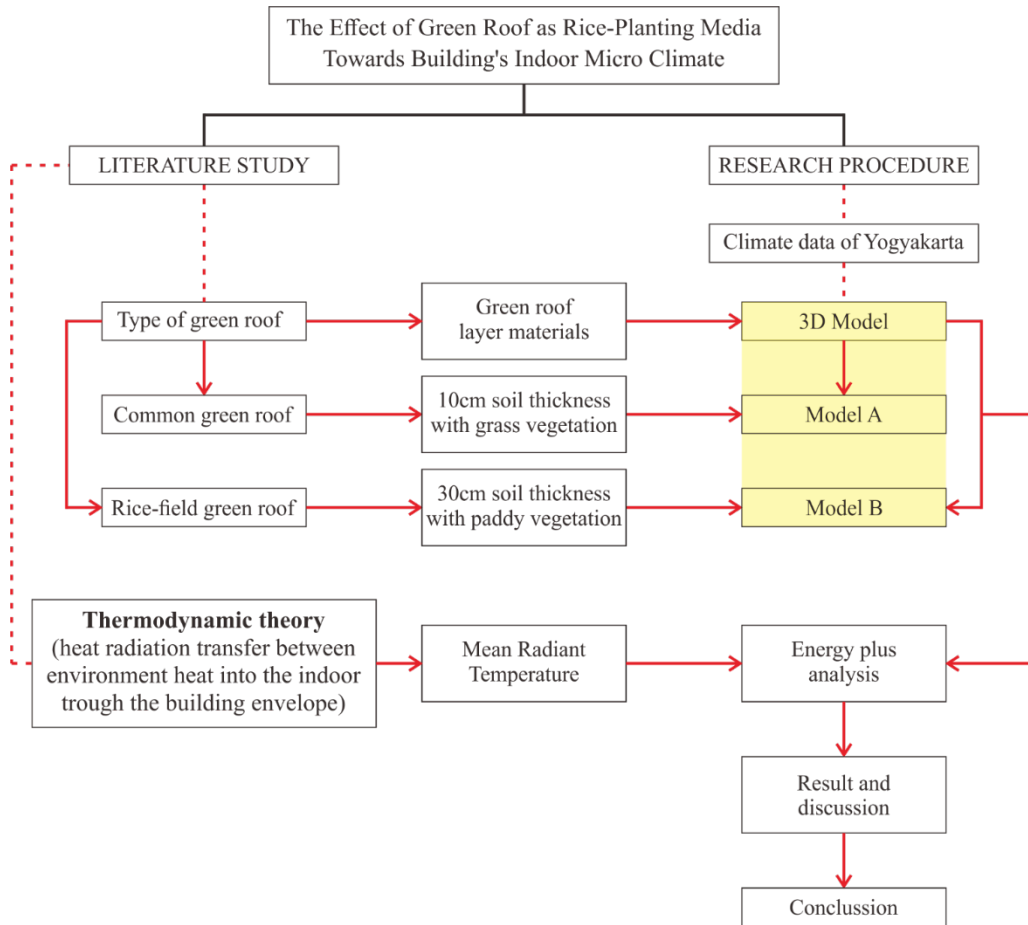 The Effect of Green Roof as Rice-Planting Media
Towards Building's Indoor Micro Climate
LITERATURE STUDY
RESEARCH PROCEDURE
Climate data of Yogyakarta
Type of green roof
Green roof
layer materials
3D Model
Common green roof
10cm soil thickness
with grass vegetation
Model A
Rice-field green roof
30cm soil thickness
with paddy vegetation
Model B
Thermodynamic theory
(heat radiation transfer between
environment heat into the indoor
trough the building envelope)
Mean Radiant
Temperature
Energy plus
analysis
Result and
discussion
Conclussion